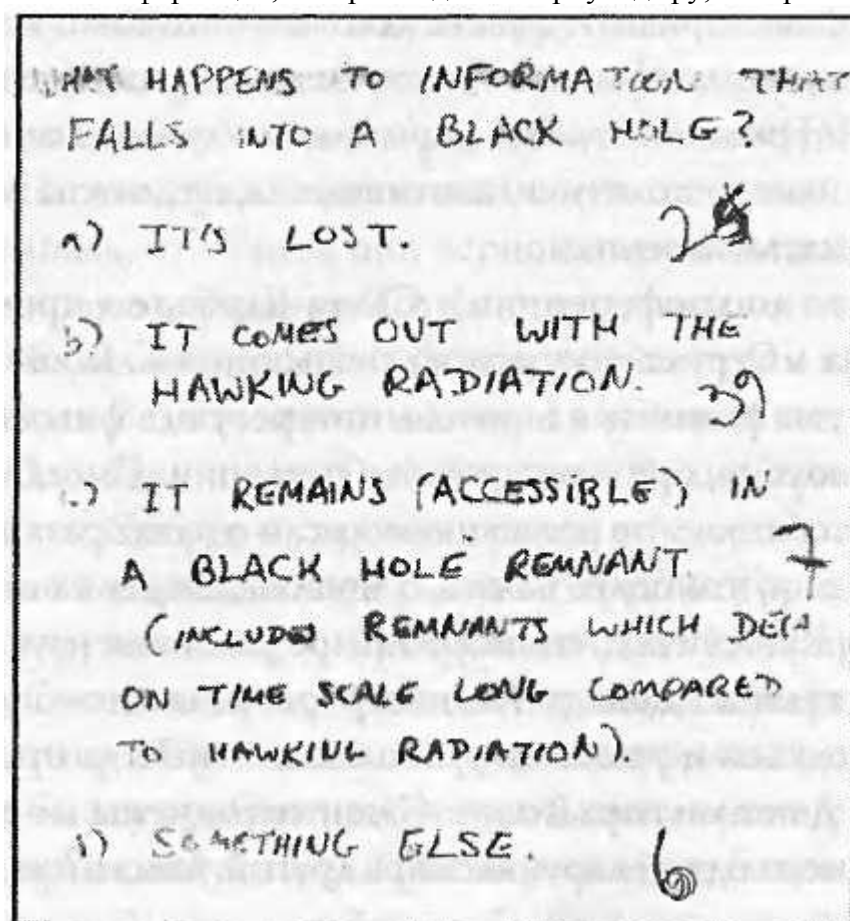 WHAT HAPPENS TO INFORMATION THAT
FALLS INTO A BLACK HOLE?
a) IT'S LOST. 25
b) IT COMES OUT WITH THE
HAWKING RADIATION. 39
c.) IT REMAINS (ACCESSIBLE) IN
A BLACK HOLE REMNANT. 7
(INCLUDES REMNANTS WHICH
ON TIME SCALE LONG COMPARED
TO HAWKING RADIATION).
d) SOMETHING ELSE. 6